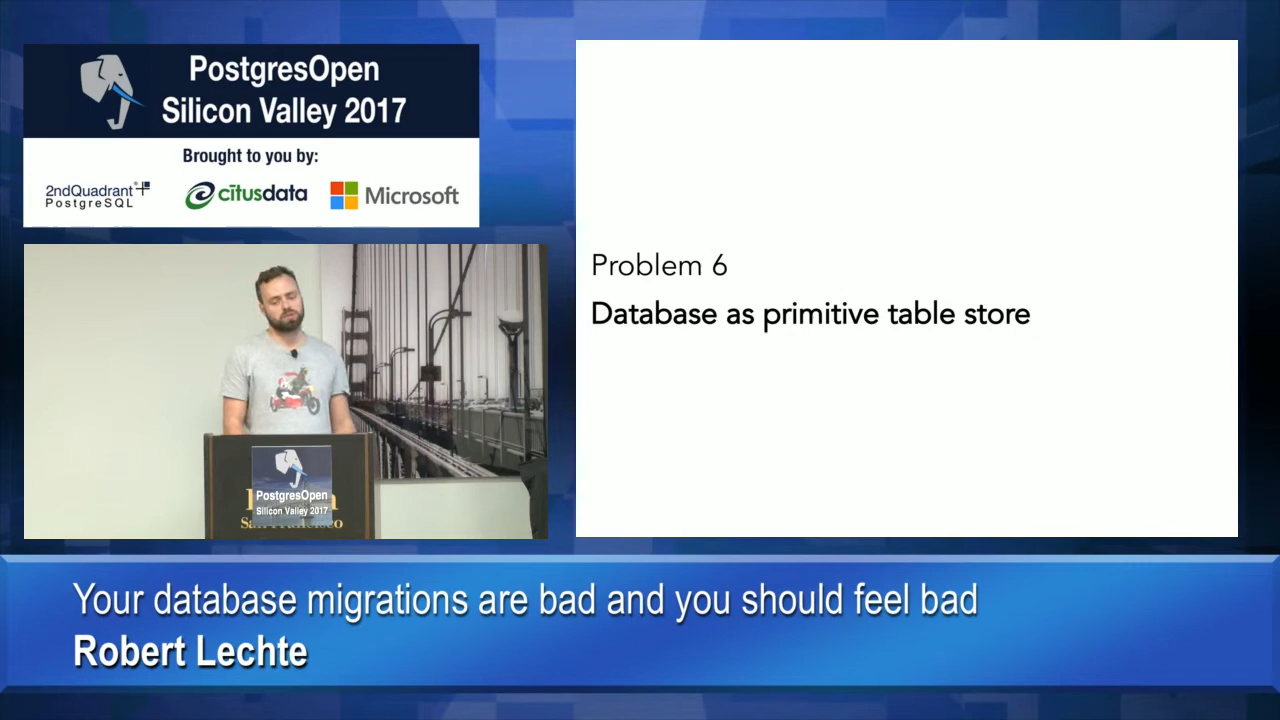 PostgresOpen
Silicon Valley 2017
Brought to you by:
2ndQuadrant
PostgreSQL
citusdata
Microsoft
Problem 6
Database as primitive table store
PostgresOpen
Silicon Valley 2017
Your database migrations are bad and you should feel bad
Robert Lechte